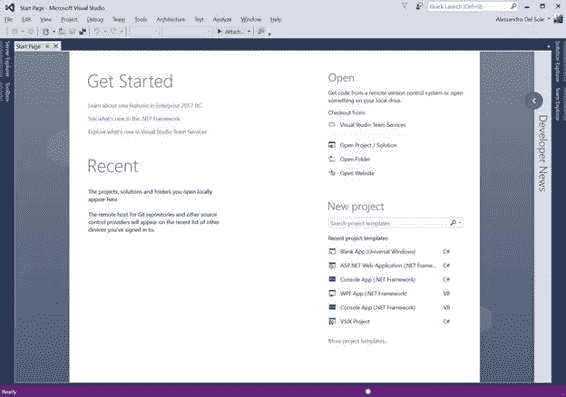 Start Page - Microsoft Visual Studio
Quick Launch (Ctrl+Q)
File Edit View Project Debug Team Tools Architecture Test Analyze Window Help
Alessandro Del Sole
Attach...
Start Page
Server Explorer
Toolbox
Solution Explorer
Team Explorer
Get Started
Learn about new features in Enterprise 2017 RC
See what's new in the .NET Framework
Explore what's new in Visual Studio Team Services
Recent
The projects, solutions and folders you open locally
appear here.
The remote host for Git repositories and other source
control providers will appear on the recent list of other
devices you've signed in to.
Open
Get code from a remote version control system or open
something on your local drive.
Checkout from:
Visual Studio Team Services
Open Project / Solution
Open Folder
Open Website
New project
Search project templates
Recent project templates
Blank App (Universal Windows) C#
ASP.NET Web Application (.NET Frame... C#
Console App (.NET Framework) C#
WPF App (.NET Framework) VB
Console App (.NET Framework) VB
VSIX Project C#
More project templates...
Developer News
Ready